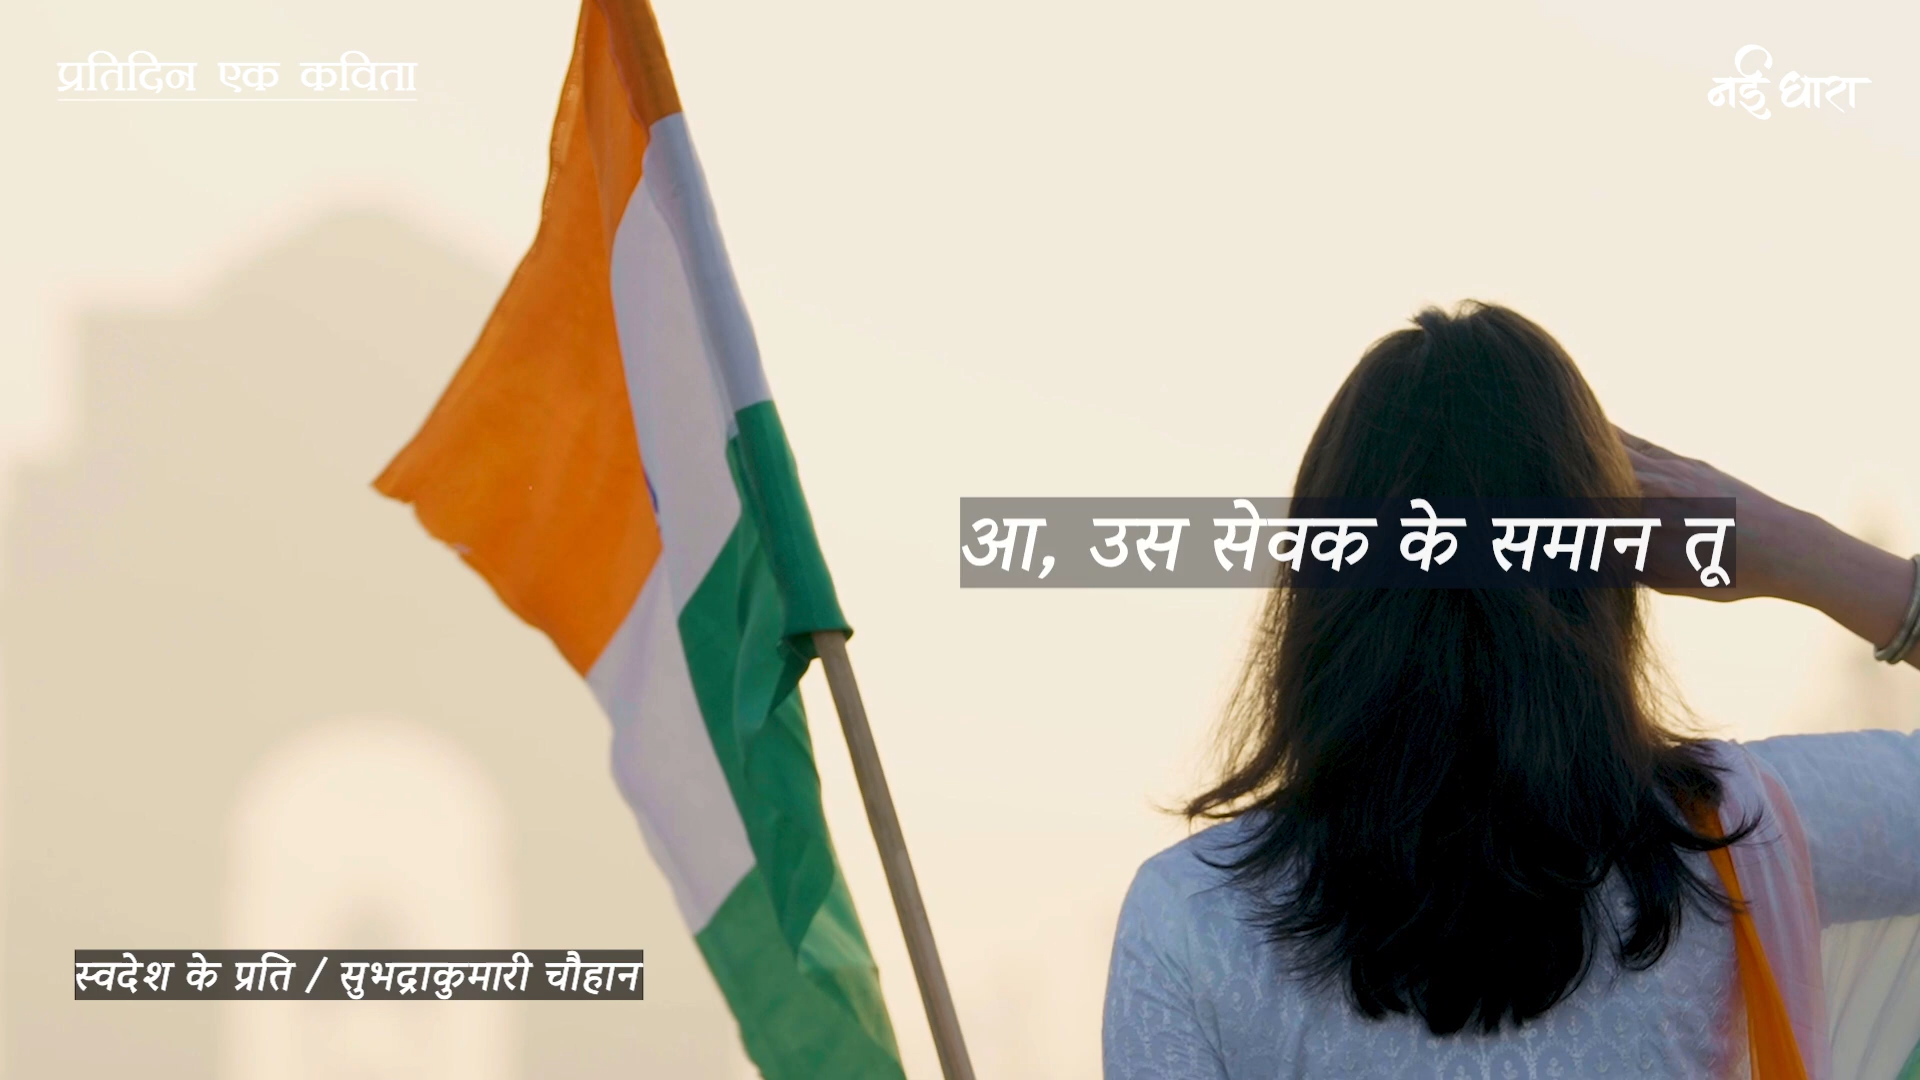 प्रतिदिन एक कविता
नई धारा
आ, उस सेवक के समान तू
स्वदेश के प्रति / सुभद्राकुमारी चौहान